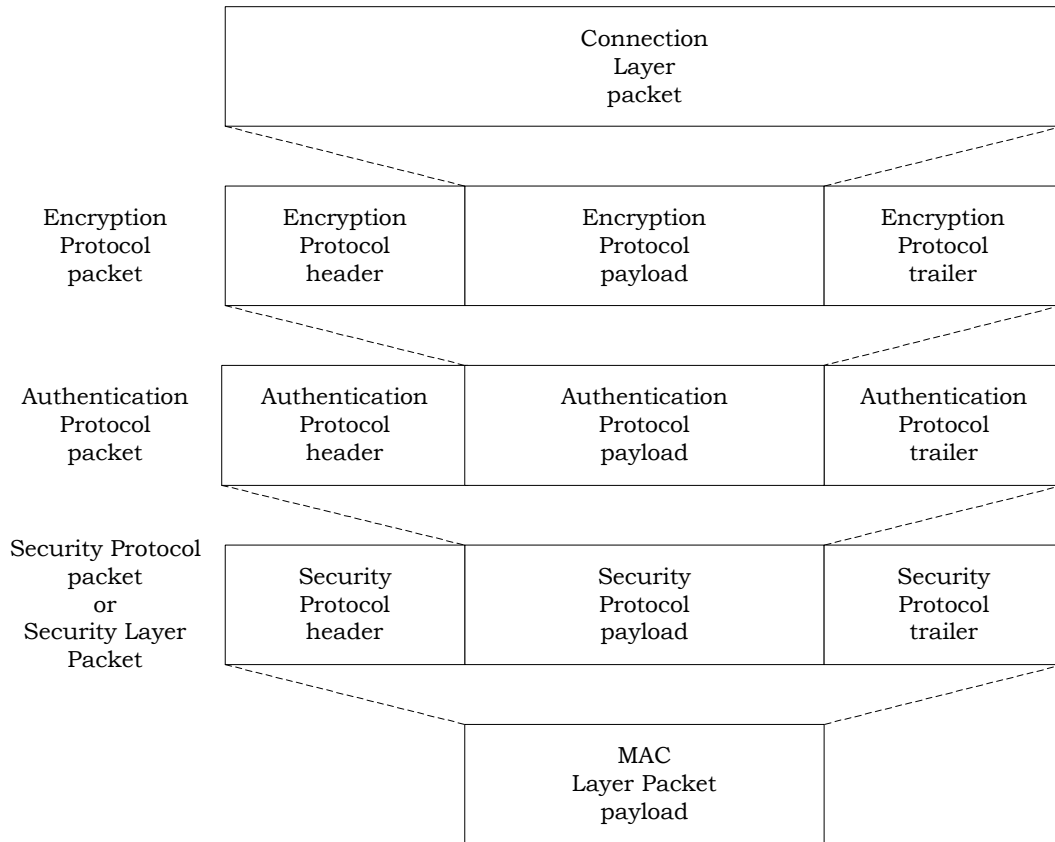 Connection
Layer
packet
Encryption
Protocol
packet
Encryption
Protocol
header
Encryption
Protocol
payload
Encryption
Protocol
trailer
Authentication
Protocol
packet
Authentication
Protocol
header
Authentication
Protocol
payload
Authentication
Protocol
trailer
Security Protocol
packet
or
Security Layer
Packet
Security
Protocol
header
Security
Protocol
payload
Security
Protocol
trailer
MAC
Layer Packet
payload